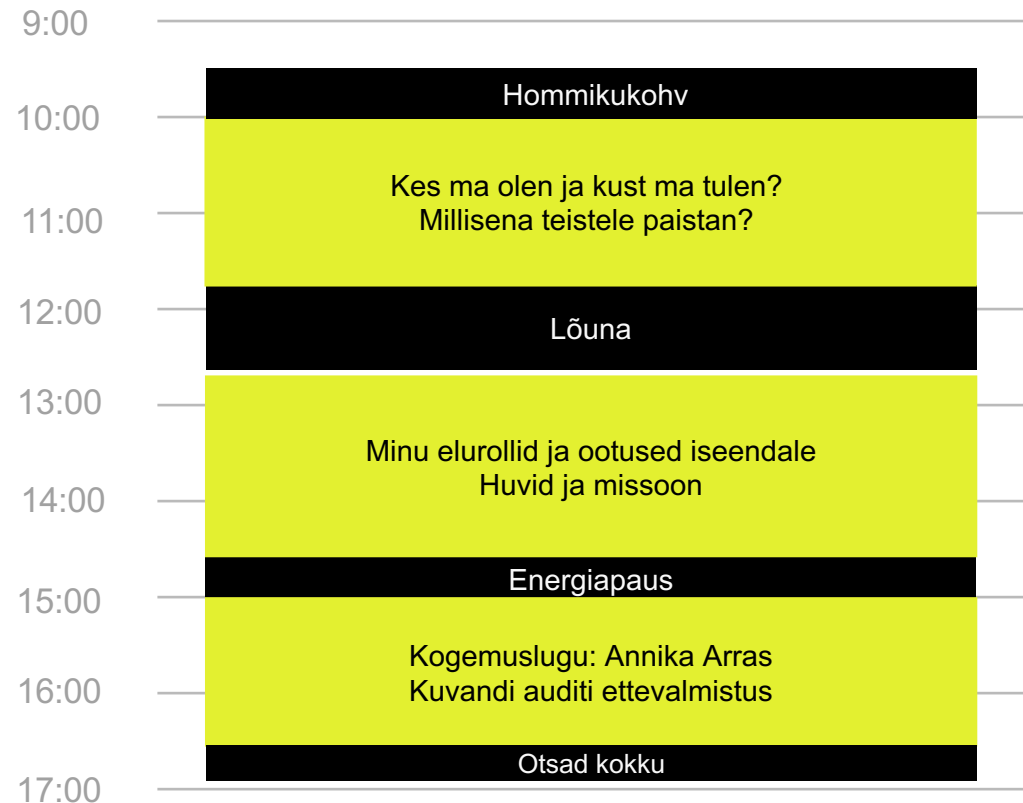 9:00
Hommikukohv
10:00
Kes ma olen ja kust ma tulen?
Millisena teistele paistan?
11:00
12:00
Lõuna
13:00
Minu elurollid ja ootused iseendale
Huvid ja missoon
14:00
Energiapaus
15:00
Kogemuslugu: Annika Arras
Kuvandi auditi ettevalmistus
16:00
Otsad kokku
17:00